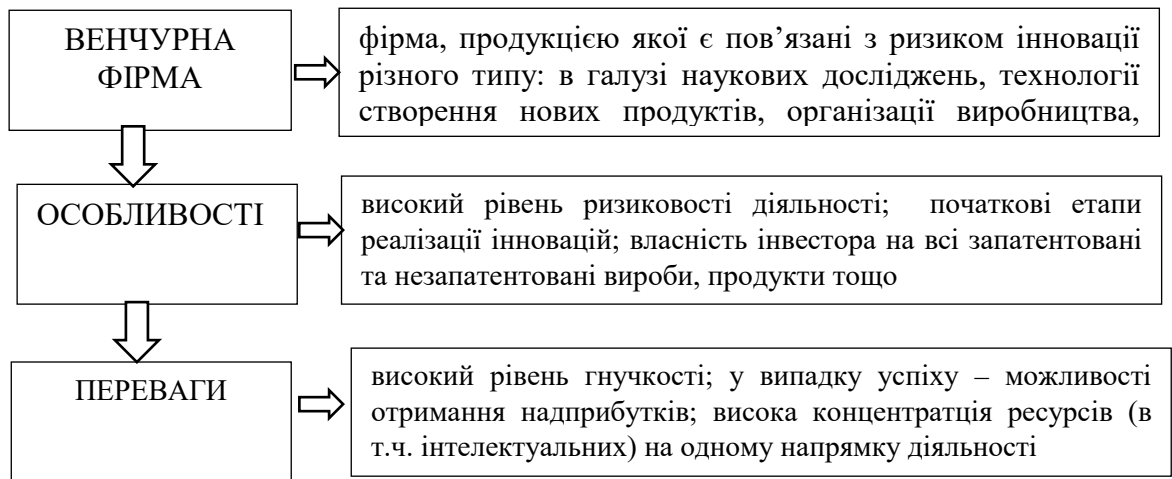 ВЕНЧУРНА
ФІРМА
фірма, продукцією якої є пов’язані з ризиком інновації
різного типу: в галузі наукових досліджень, технології
створення нових продуктів, організації виробництва,
ОСОБЛИВОСТІ
високий рівень ризиковості діяльності; початкові етапи
реалізації інновацій; власність інвестора на всі запатентовані
та незапатентовані вироби, продукти тощо
ПЕРЕВАГИ
високий рівень гнучкості; у випадку успіху – можливості
отримання надприбутків; висока концентратція ресурсів (в
т.ч. інтелектуальних) на одному напрямку діяльності